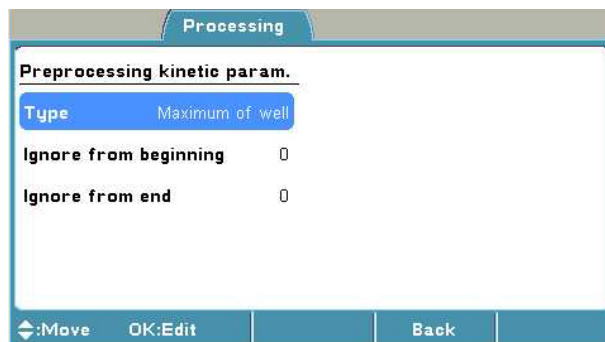 Processing
Preprocessing kinetic param.
Type Maximum of well
Ignore from beginning 0
Ignore from end 0
:Move OK:Edit Back